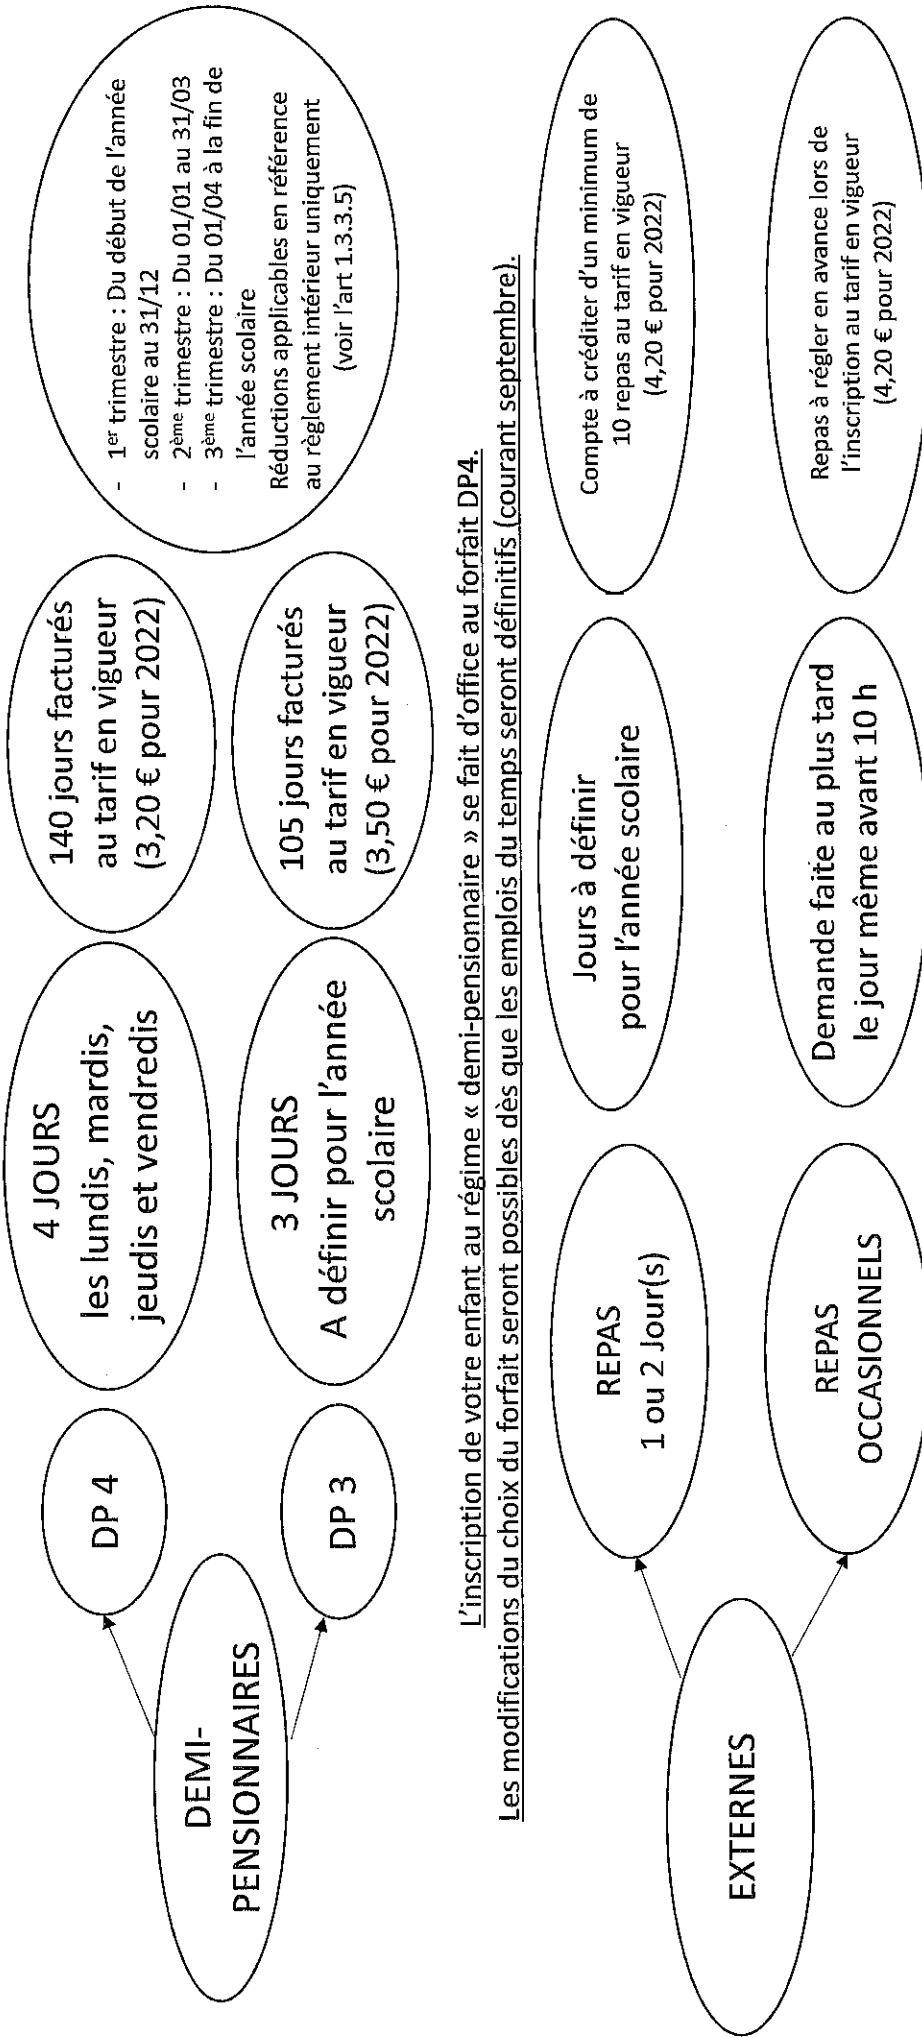 DEMI-
PENSIONNAIRES
DP 4
4 JOURS
les lundis, mardis,
jeudis et vendredis
140 jours facturés
au tarif en vigueur
(3,20 € pour 2022)
DP 3
3 JOURS
A définir pour l'année
scolaire
105 jours facturés
au tarif en vigueur
(3,50 € pour 2022)
- 1er trimestre : Du début de l'année
scolaire au 31/12
- 2ème trimestre : Du 01/01 au 31/03
- 3ème trimestre : Du 01/04 à la fin de
l'année scolaire
Réductions applicables en référence
au règlement intérieur uniquement
(voir l'art 1.3.3.5)
L'inscription de votre enfant au régime « demi-pensionnaire » se fait d'office au forfait DP4.
Les modifications du choix du forfait seront possibles dès que les emplois du temps seront définitifs (courant septembre).
EXTERNES
REPAS
1 ou 2 Jour(s)
Jours à définir
pour l'année scolaire
Compte à créditer d'un minimum de
10 repas au tarif en vigueur
(4,20 € pour 2022)
REPAS
OCCASIONNELS
Demande faite au plus tard
le jour même avant 10 h
Repas à régler en avance lors de
l'inscription au tarif en vigueur
(4,20 € pour 2022)